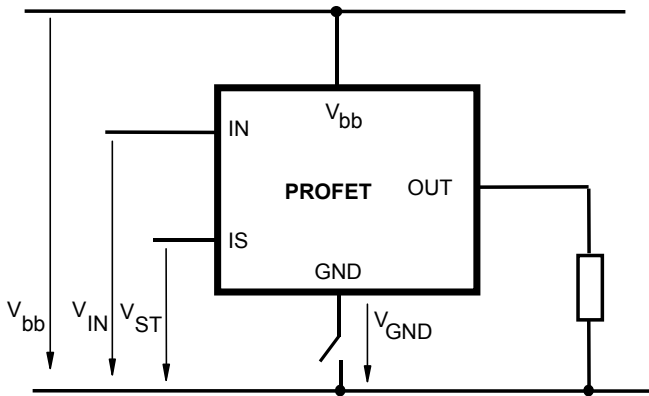 Vbb
IN
PROFET
OUT
IS
GND
Vbb
VIN
VST
VGND